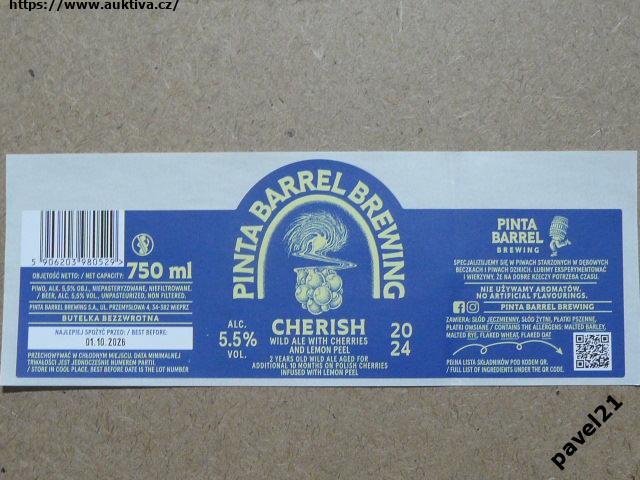 https://www.auktiva.cz/
5 906203 980529
OBJĘTOŚĆ NETTO: / NET CAPACITY: 750 ml
PIWO, ALK. 5,5% OBJ., NIEPASTERYZOWANE, NIEFILTROWANE.
/ BEER, ALC. 5,5% VOL., UNPASTEURIZED, NON FILTERED.
PINTA BARREL BREWING S.A., UL. PRZEMYSŁOWA 4, 34-382 WIEPRZ
BUTELKA BEZZWROTNA
NAJLEPIEJ SPOŻYĆ PRZED: / BEST BEFORE:
01.10.2026
PRZECHOWYWAĆ W CHŁODNYM MIEJSCU. DATA MINIMALNEJ
TRWAŁOŚCI JEST JEDNOCZEŚNIE NUMEREM PARTII.
/ STORE IN COOL PLACE. BEST BEFORE DATE IS THE LOT NUMBER
PINTA BARREL BREWING
ALC.
5.5%
VOL.
CHERISH
WILD ALE WITH CHERRIES
AND LEMON PEEL
2 YEARS OLD WILD ALE AGED FOR
ADDITIONAL 10 MONTHS ON POLISH CHERRIES
INFUSED WITH LEMON PEEL
20
24
PINTA
BARREL
BREWING
SPECJALIZUJEMY SIĘ W PIWACH STARZONYCH W DĘBOWYCH
BECZKACH I PIWACH DZIKICH. LUBIMY EKSPERYMENTOWAĆ
I WIERZYMY, ŻE NA DOBRE RZECZY POTRZEBA CZASU.
NIE UŻYWAMY AROMATÓW.
NO ARTIFICIAL FLAVOURINGS.
PINTA BARREL BREWING
ZAWIERA: SŁÓD JĘCZMIENNY, SŁÓD ŻYTNI, PŁATKI PSZENNE,
PŁATKI OWSIANE / CONTAINS THE ALLERGENS: MALTED BARLEY,
MALTED RYE, FLAKED WHEAT, FLAKED OAT
PEŁNA LISTA SKŁADNIKÓW POD KODEM QR.
/ FULL LIST OF INGREDIENTS UNDER THE QR CODE.
pavel21